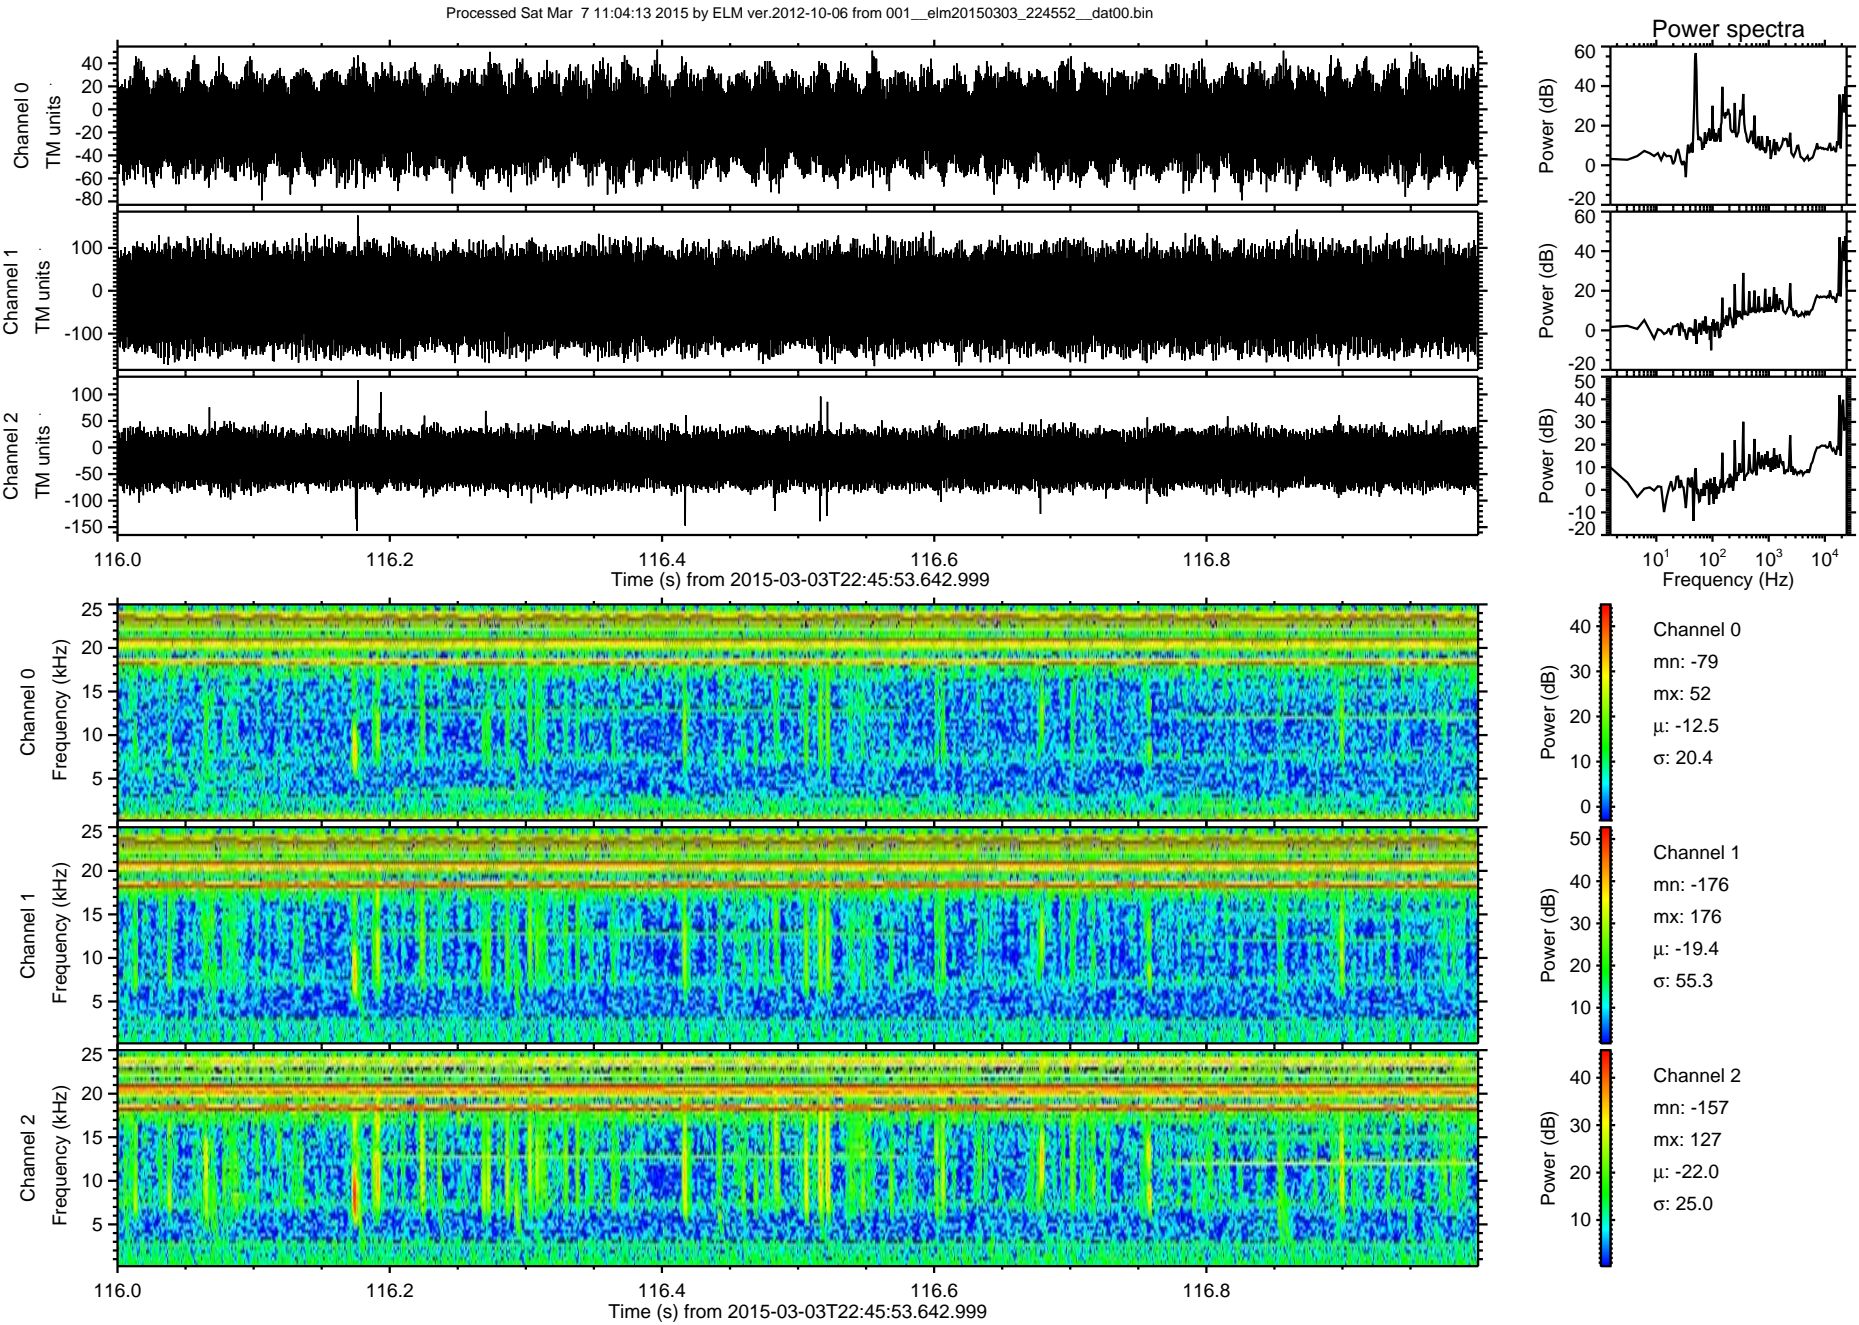 Processed Sat Mar 7 11:04:13 2015 by ELM ver.2012-10-06 from 001__elm20150303_224552__dat00.bin
Power spectra
Channel 0
TM units
40
20
0
-20
-40
-60
-80
Power (dB)
60
40
20
0
-20
Channel 1
TM units
100
0
-100
Power (dB)
60
40
20
0
-20
Channel 2
TM units
100
50
0
-50
-100
-150
Power (dB)
50
40
30
20
10
0
-10
-20
116.0 116.2 116.4 116.6 116.8
Time (s) from 2015-03-03T22:45:53.642.999
10¹ 10² 10³ 10⁴
Frequency (Hz)
Channel 0
Frequency (kHz)
25
20
15
10
5
Power (dB)
40
30
20
10
0
Channel 0
mn: -79
mx: 52
μ: -12.5
σ: 20.4
Channel 1
Frequency (kHz)
25
20
15
10
5
Power (dB)
50
40
30
20
10
Channel 1
mn: -176
mx: 176
μ: -19.4
σ: 55.3
Channel 2
Frequency (kHz)
25
20
15
10
5
Power (dB)
40
30
20
10
Channel 2
mn: -157
mx: 127
μ: -22.0
σ: 25.0
116.0 116.2 116.4 116.6 116.8
Time (s) from 2015-03-03T22:45:53.642.999